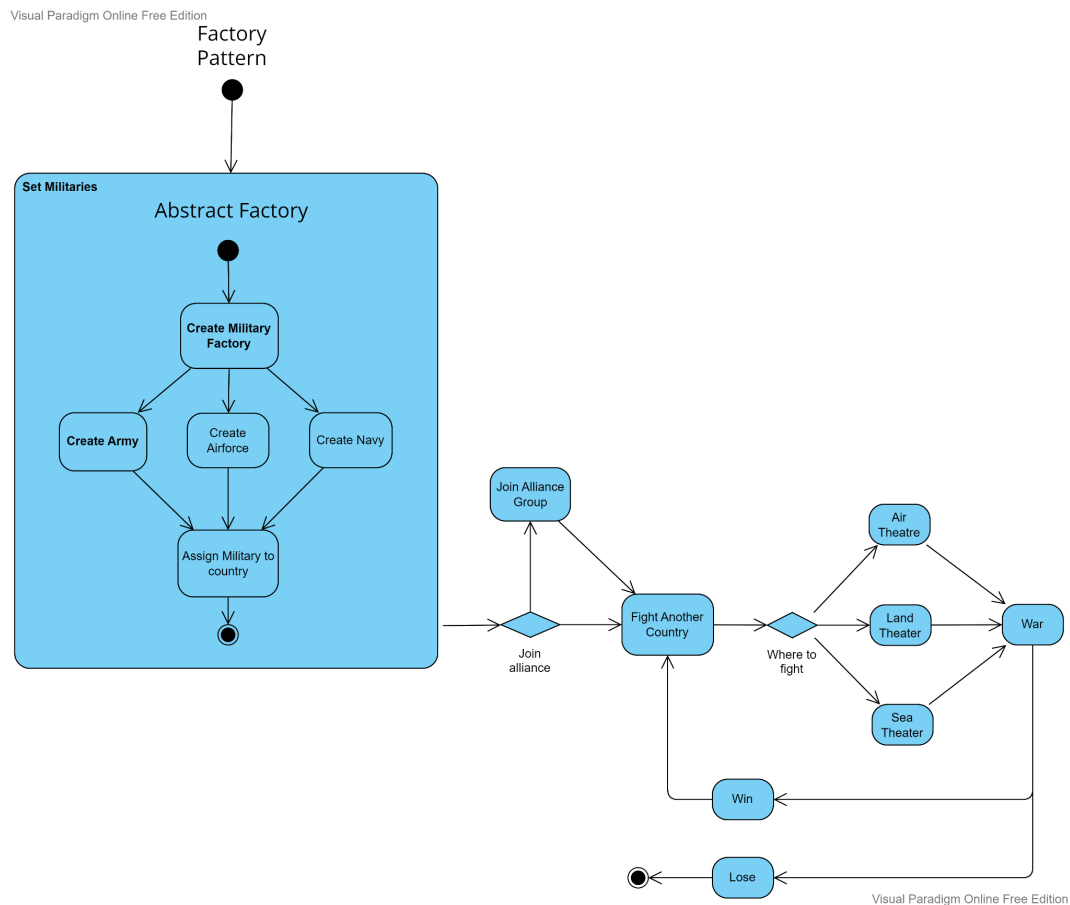 Visual Paradigm Online Free Edition
Factory
Pattern
Set Militaries
Abstract Factory
Create Military
Factory
Create Army
Create
Airforce
Create Navy
Assign Military to
country
Join Alliance
Group
Join
alliance
Fight Another
Country
Where to
fight
Air
Theatre
Land
Theater
Sea
Theater
War
Win
Lose
Visual Paradigm Online Free Edition